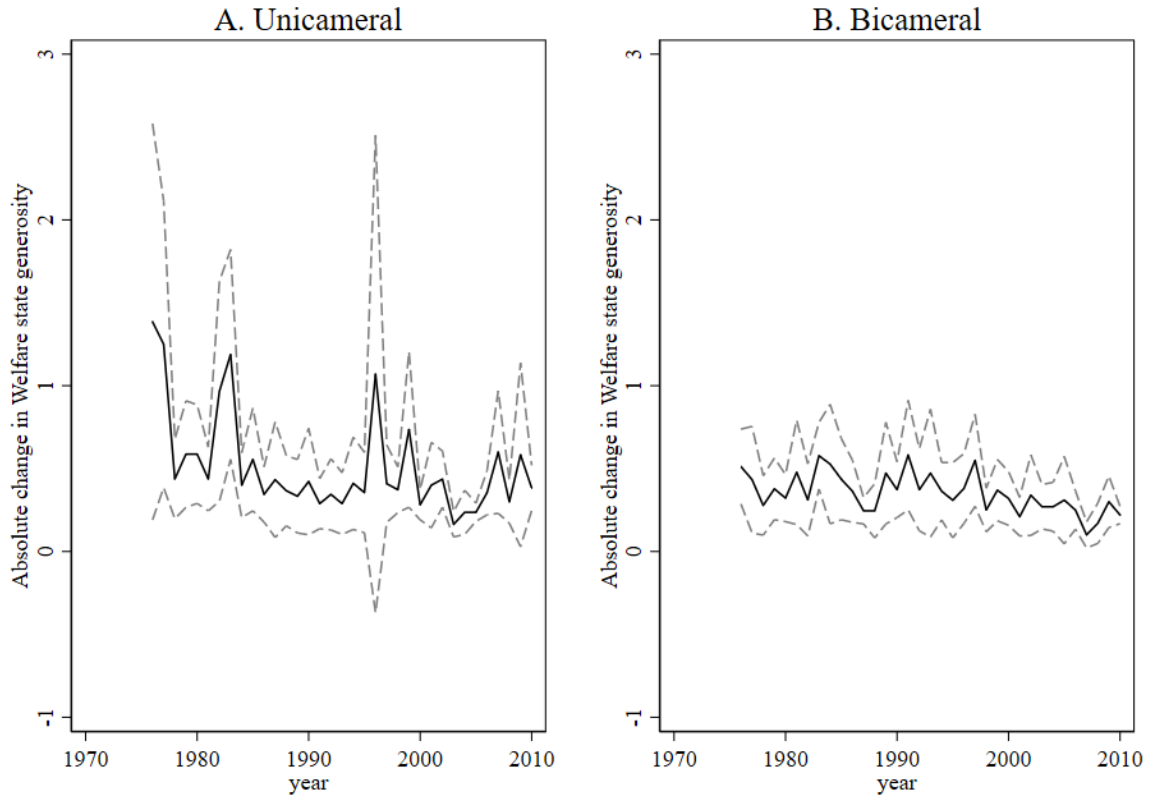 A. Unicameral
Absolute change in Welfare state generosity
3
2
1
0
-1
1970 1980 1990 2000 2010
year
B. Bicameral
Absolute change in Welfare state generosity
3
2
1
0
-1
1970 1980 1990 2000 2010
year